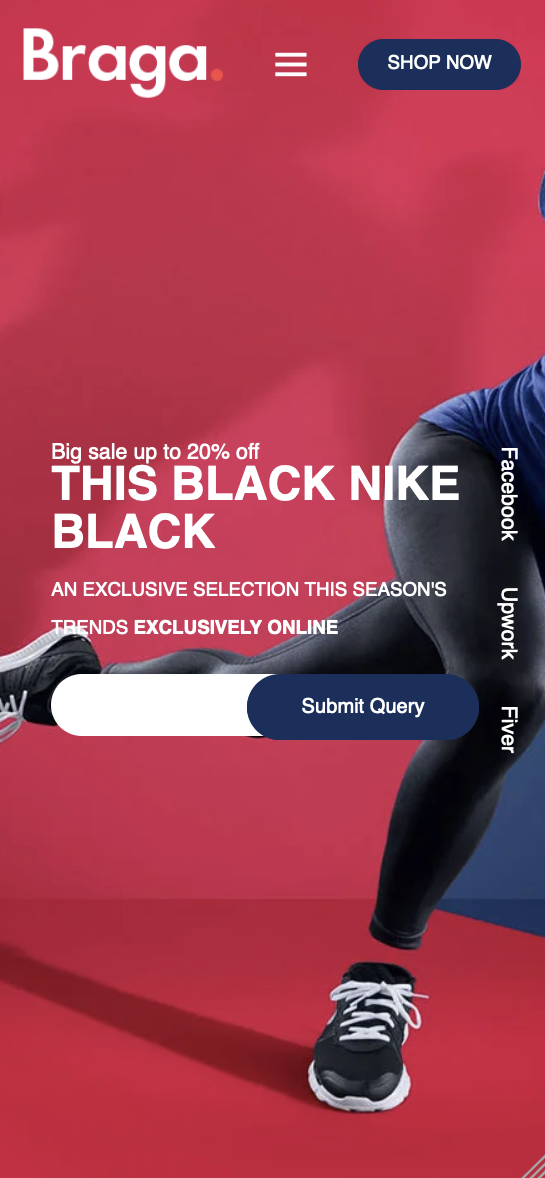 Braga.
SHOP NOW
Big sale up to 20% off
THIS BLACK NIKE
BLACK
AN EXCLUSIVE SELECTION THIS SEASON'S
TRENDS EXCLUSIVELY ONLINE
Submit Query
Facebook
Upwork
Fiver